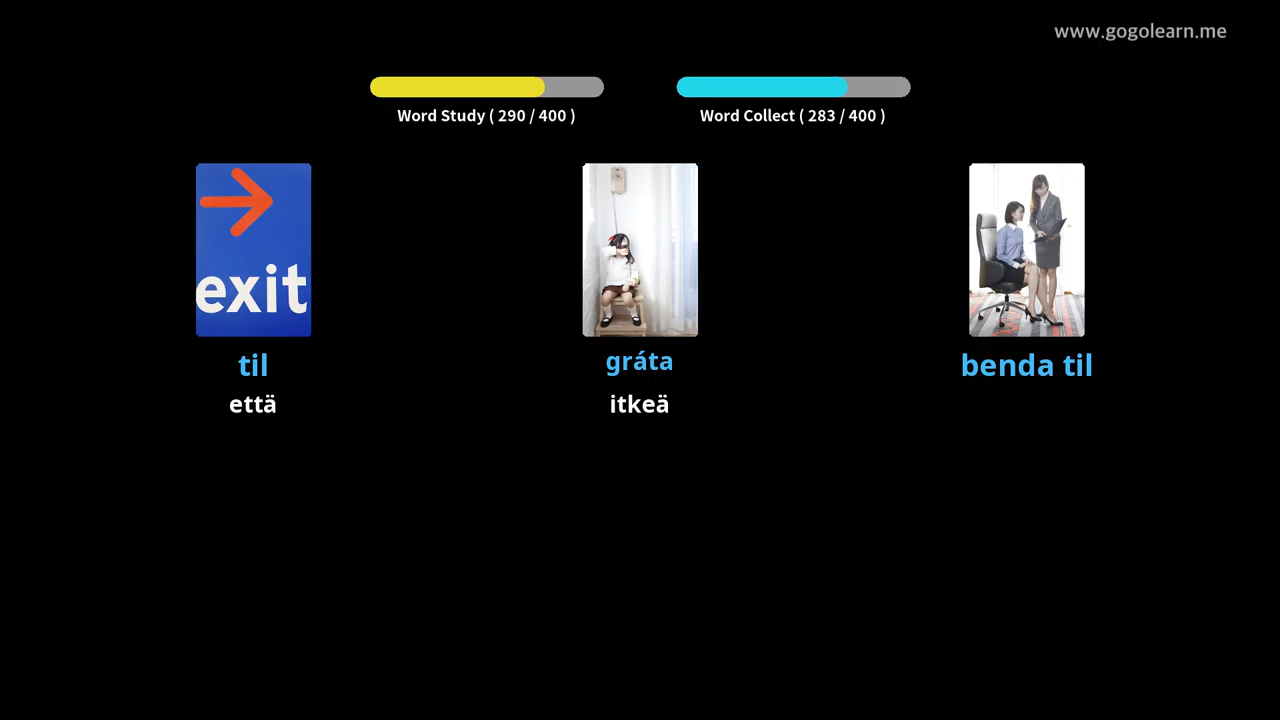 www.gogolearn.me
Word Study ( 290 / 400 )
Word Collect ( 283 / 400 )
exit
til
että
gráta
itkeä
benda til